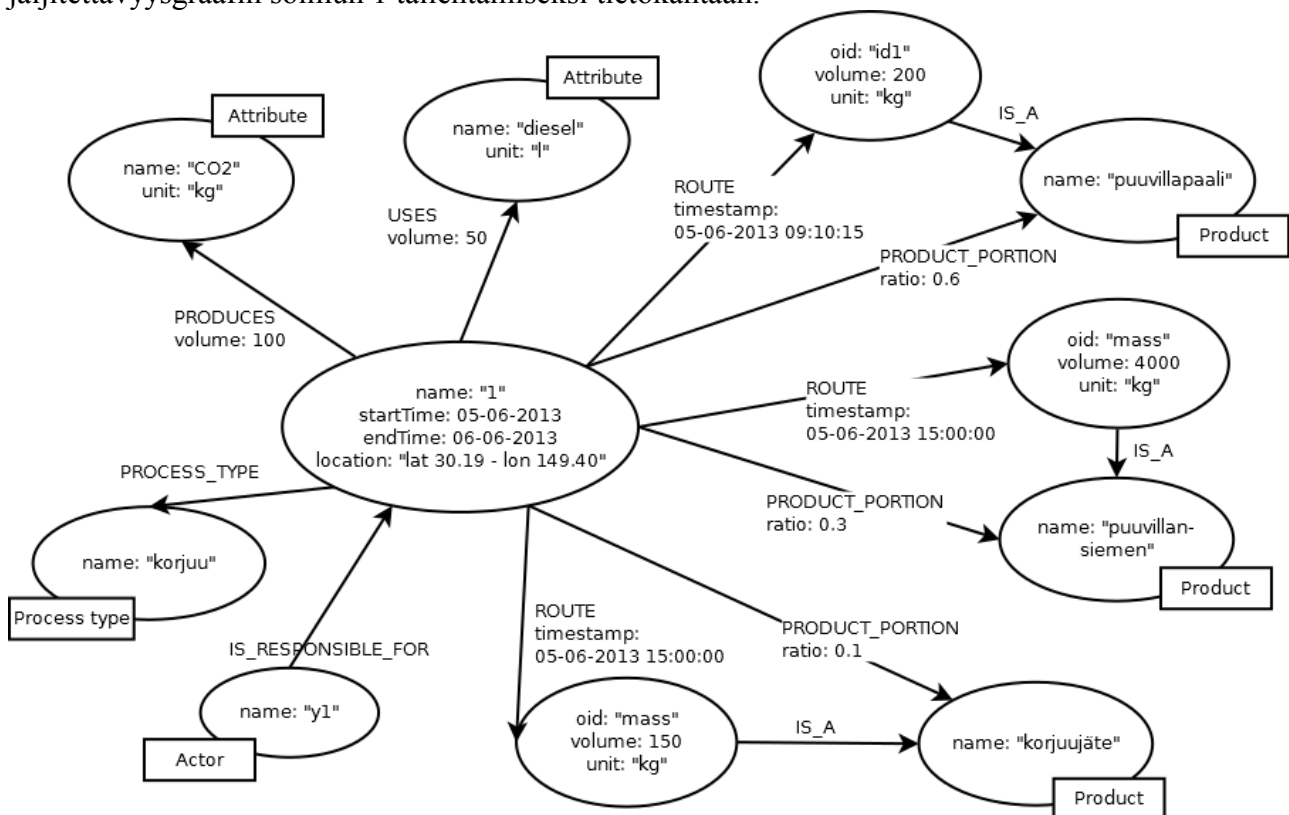 jäljitettävyysgraafin solmun 1 tallentamiseksi tietokantaan.
oid: "id1"
volume: 200
unit: "kg"
Attribute
Attribute
name: "CO2"
unit: "kg"
name: "diesel"
unit: "l"
IS_A
name: "puuvillapaali"
Product
ROUTE
timestamp:
05-06-2013 09:10:15
USES
volume: 50
PRODUCT_PORTION
ratio: 0.6
PRODUCES
volume: 100
oid: "mass"
volume: 4000
unit: "kg"
name: "1"
startTime: 05-06-2013
endTime: 06-06-2013
location: "lat 30.19 - lon 149.40"
ROUTE
timestamp:
05-06-2013 15:00:00
IS_A
PROCESS_TYPE
PRODUCT_PORTION
ratio: 0.3
name: "puuvillan-
siemen"
Product
name: "korjuu"
Process type
ROUTE
timestamp:
05-06-2013 15:00:00
PRODUCT_PORTION
ratio: 0.1
IS_RESPONSIBLE_FOR
name: "y1"
Actor
oid: "mass"
volume: 150
unit: "kg"
IS_A
name: "korjuujäte"
Product